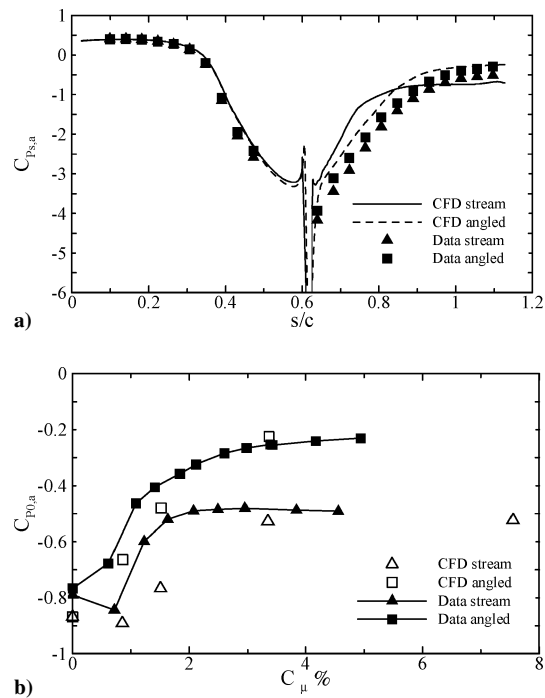 a)
1
0
-1
-2
-3
-4
-5
-6
C_Ps,a
0
0.2
0.4
0.6
0.8
1
1.2
s/c
CFD stream
CFD angled
Data stream
Data angled
b)
0
-0.2
-0.4
-0.6
-0.8
-1
C_P0,a
0
2
4
6
8
C_μ %
CFD stream
CFD angled
Data stream
Data angled